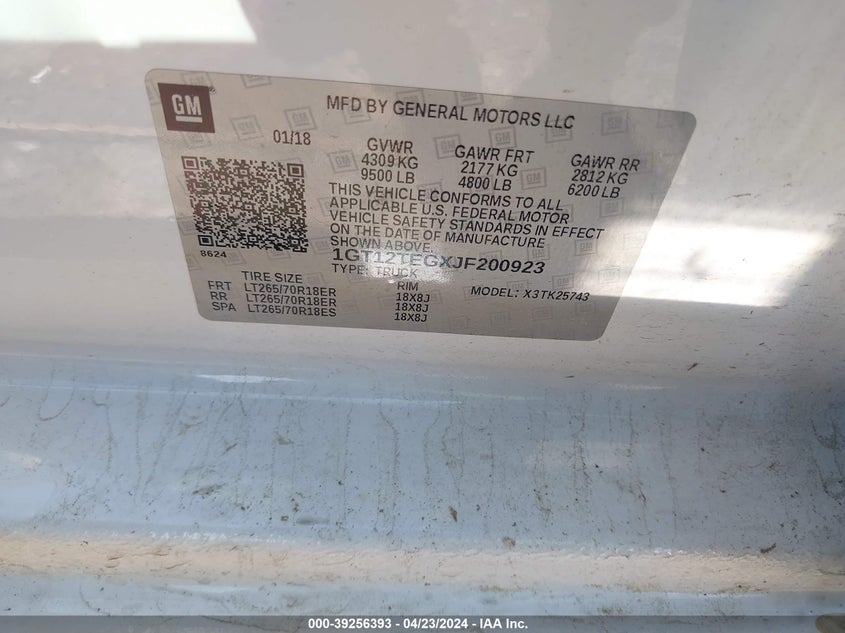 GM
MFD BY GENERAL MOTORS LLC
01/18
GVWR
4309 KG
9500 LB
GAWR FRT
2177 KG
4800 LB
GAWR RR
2812 KG
6200 LB
THIS VEHICLE CONFORMS TO ALL
APPLICABLE U.S. FEDERAL MOTOR
VEHICLE SAFETY STANDARDS IN EFFECT
ON THE DATE OF MANUFACTURE
SHOWN ABOVE.
8624
1GT12TEGXJF200923
TYPE: TRUCK
MODEL: X3TK25743
TIRE SIZE RIM
FRT LT265/70R18ER 18X8J
RR LT265/70R18ER 18X8J
SPA LT265/70R18ES 18X8J
000-39256393 - 04/23/2024 - IAA Inc.